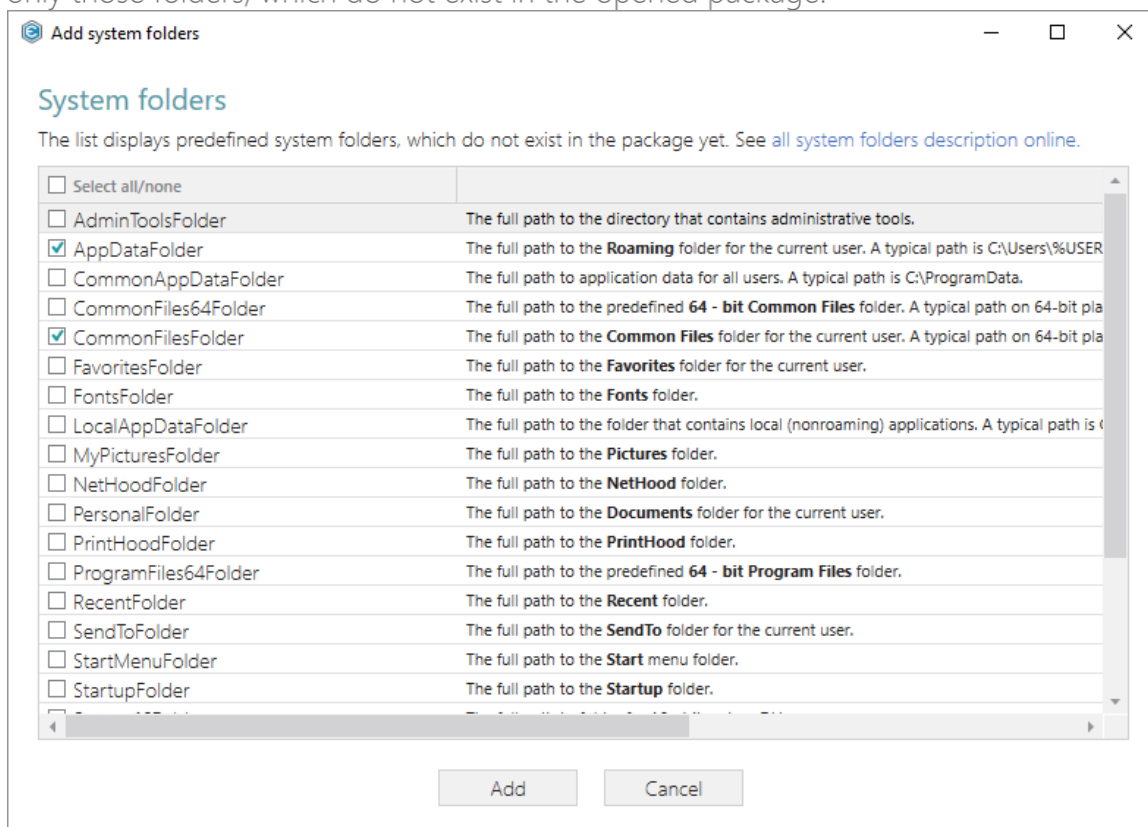 only those folders, which do not exist in the opened package.
Add system folders
System folders
The list displays predefined system folders, which do not exist in the package yet. See all system folders description online.
Select all/none
AdminToolsFolder The full path to the directory that contains administrative tools.
AppDataFolder The full path to the Roaming folder for the current user. A typical path is C:\Users\%USER
CommonAppDataFolder The full path to application data for all users. A typical path is C:\ProgramData.
CommonFiles64Folder The full path to the predefined 64 - bit Common Files folder. A typical path on 64-bit pla
CommonFilesFolder The full path to the Common Files folder for the current user. A typical path on 64-bit pla
FavoritesFolder The full path to the Favorites folder for the current user.
FontsFolder The full path to the Fonts folder.
LocalAppDataFolder The full path to the folder that contains local (nonroaming) applications. A typical path is
MyPicturesFolder The full path to the Pictures folder.
NetHoodFolder The full path to the NetHood folder.
PersonalFolder The full path to the Documents folder for the current user.
PrintHoodFolder The full path to the PrintHood folder.
ProgramFiles64Folder The full path to the predefined 64 - bit Program Files folder.
RecentFolder The full path to the Recent folder.
SendToFolder The full path to the SendTo folder for the current user.
StartMenuFolder The full path to the Start menu folder.
StartupFolder The full path to the Startup folder.
Add Cancel